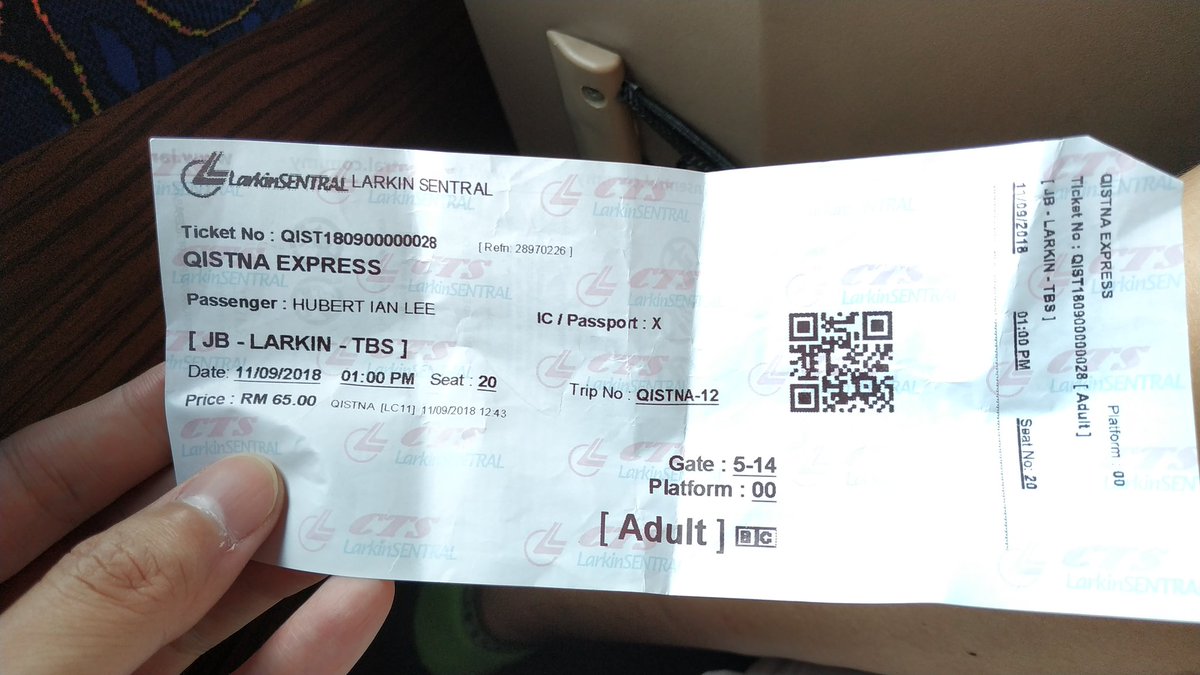 LarkinSENTRAL LARKIN SENTRAL
Ticket No : QIST180900000028 [ Refn: 28970226 ]
QISTNA EXPRESS
Passenger : HUBERT IAN LEE
IC / Passport : X
[ JB - LARKIN - TBS ]
Date: 11/09/2018 01:00 PM Seat : 20
Trip No : QISTNA-12
Price : RM 65.00 QISTNA [LC11] 11/09/2018 12:43
Gate : 5-14
Platform : 00
[ Adult ] B C
QISTNA EXPRESS
Ticket No : QIST180900000028 [ Adult ]
JB - LARKIN - TBS ]
Platform : 00
11/09/2018 01:00 PM Seat No: 20
CTS
LarkinSENTRAL